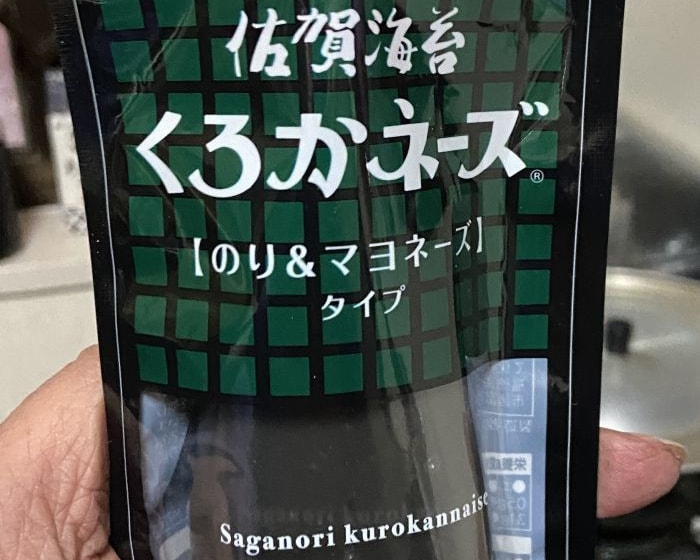 佐賀海苔
くろかネーズ®
【のり&マヨネーズ】
タイプ
Saganori kurokannaise